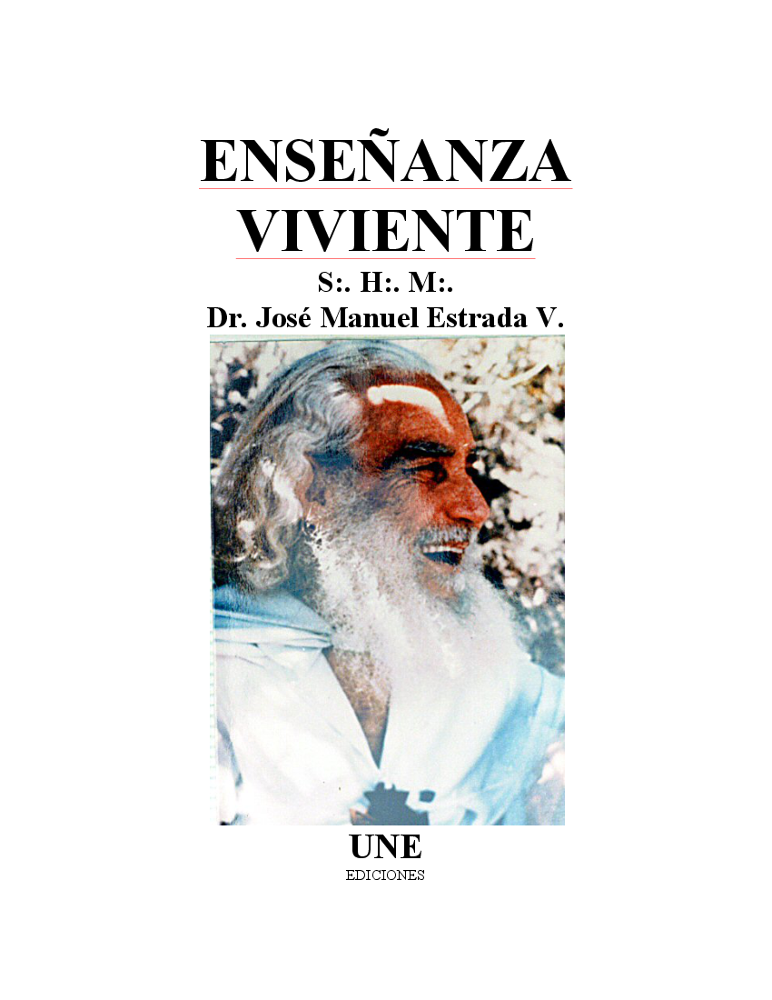 ENSEÑANZA
VIVIENTE
S:. H:. M:.
Dr. José Manuel Estrada V.
UNE
EDICIONES